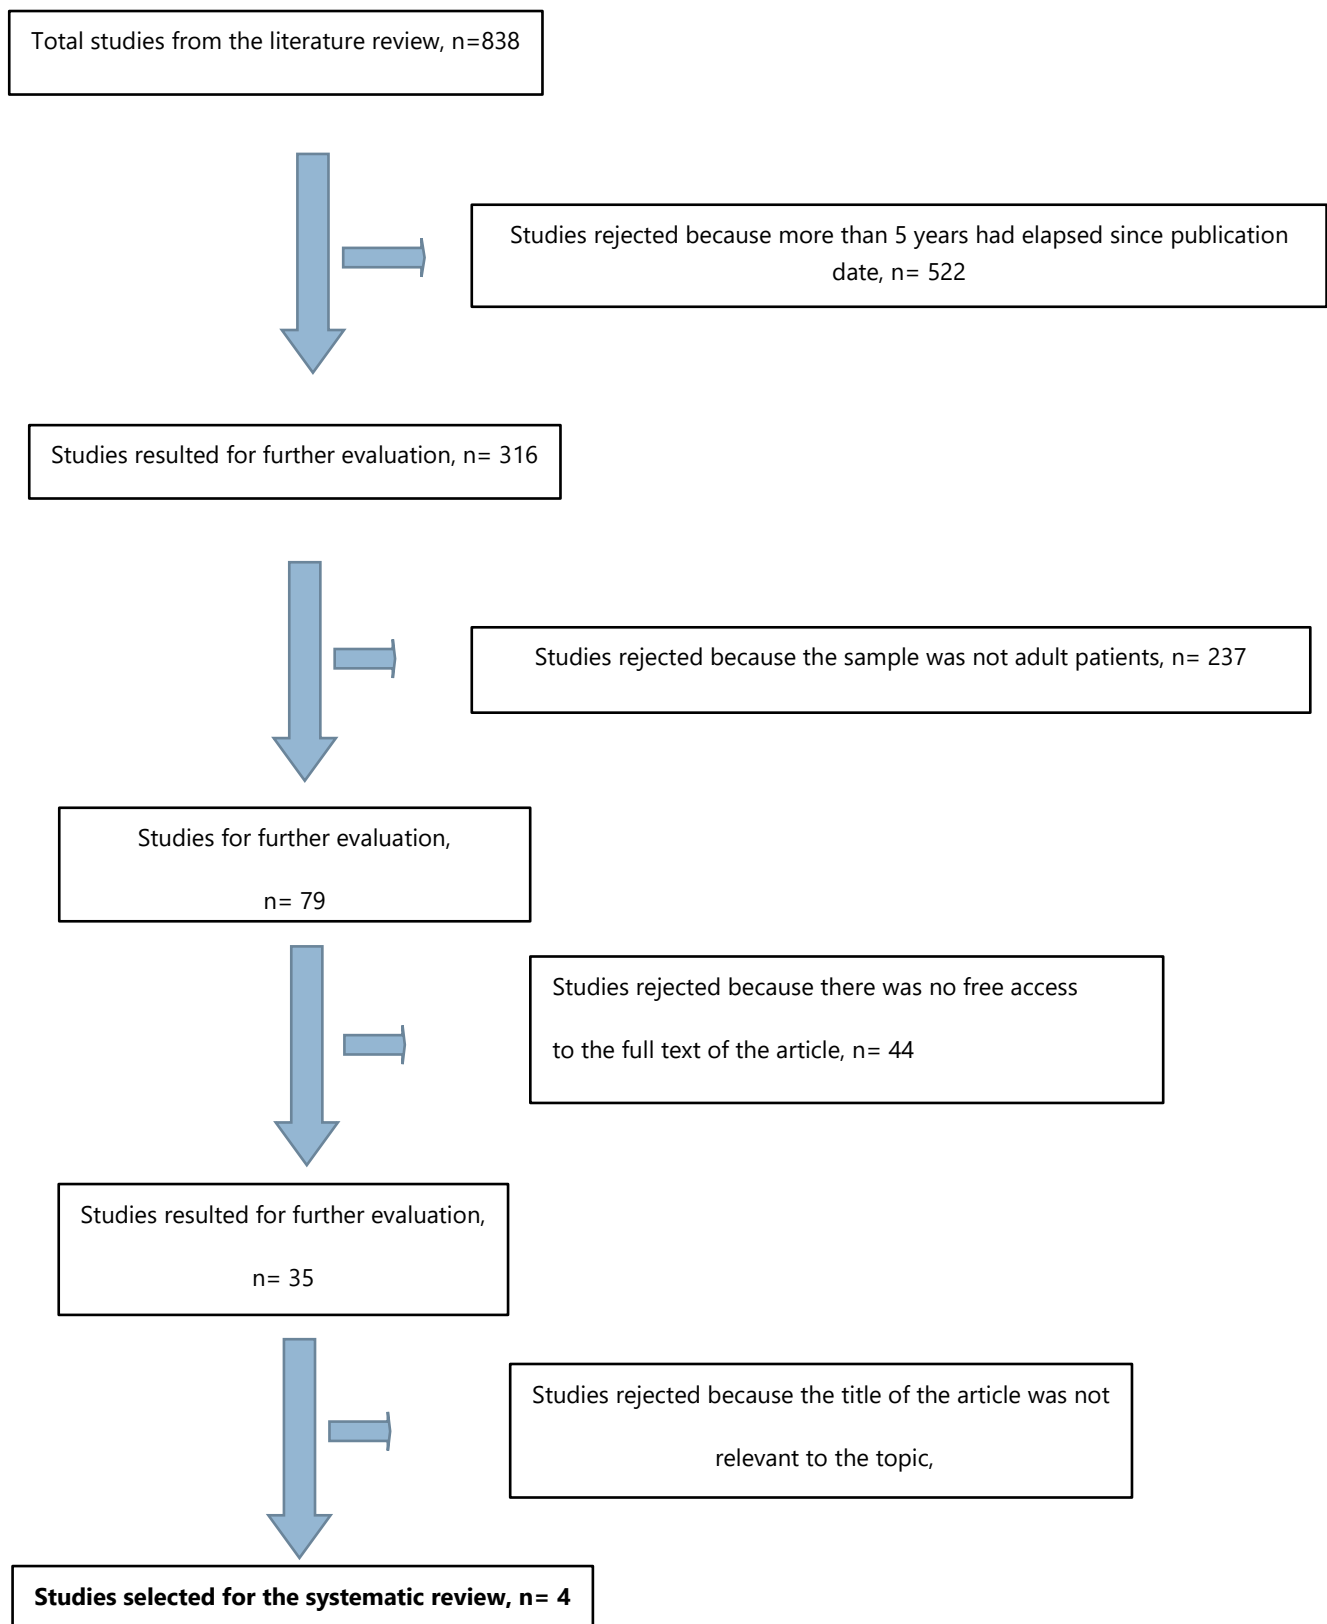 Total studies from the literature review, n=838
Studies rejected because more than 5 years had elapsed since publication
date, n= 522
Studies resulted for further evaluation, n= 316
Studies rejected because the sample was not adult patients, n= 237
Studies for further evaluation,
n= 79
Studies rejected because there was no free access
to the full text of the article, n= 44
Studies resulted for further evaluation,
n= 35
Studies rejected because the title of the article was not
relevant to the topic,
Studies selected for the systematic review, n= 4